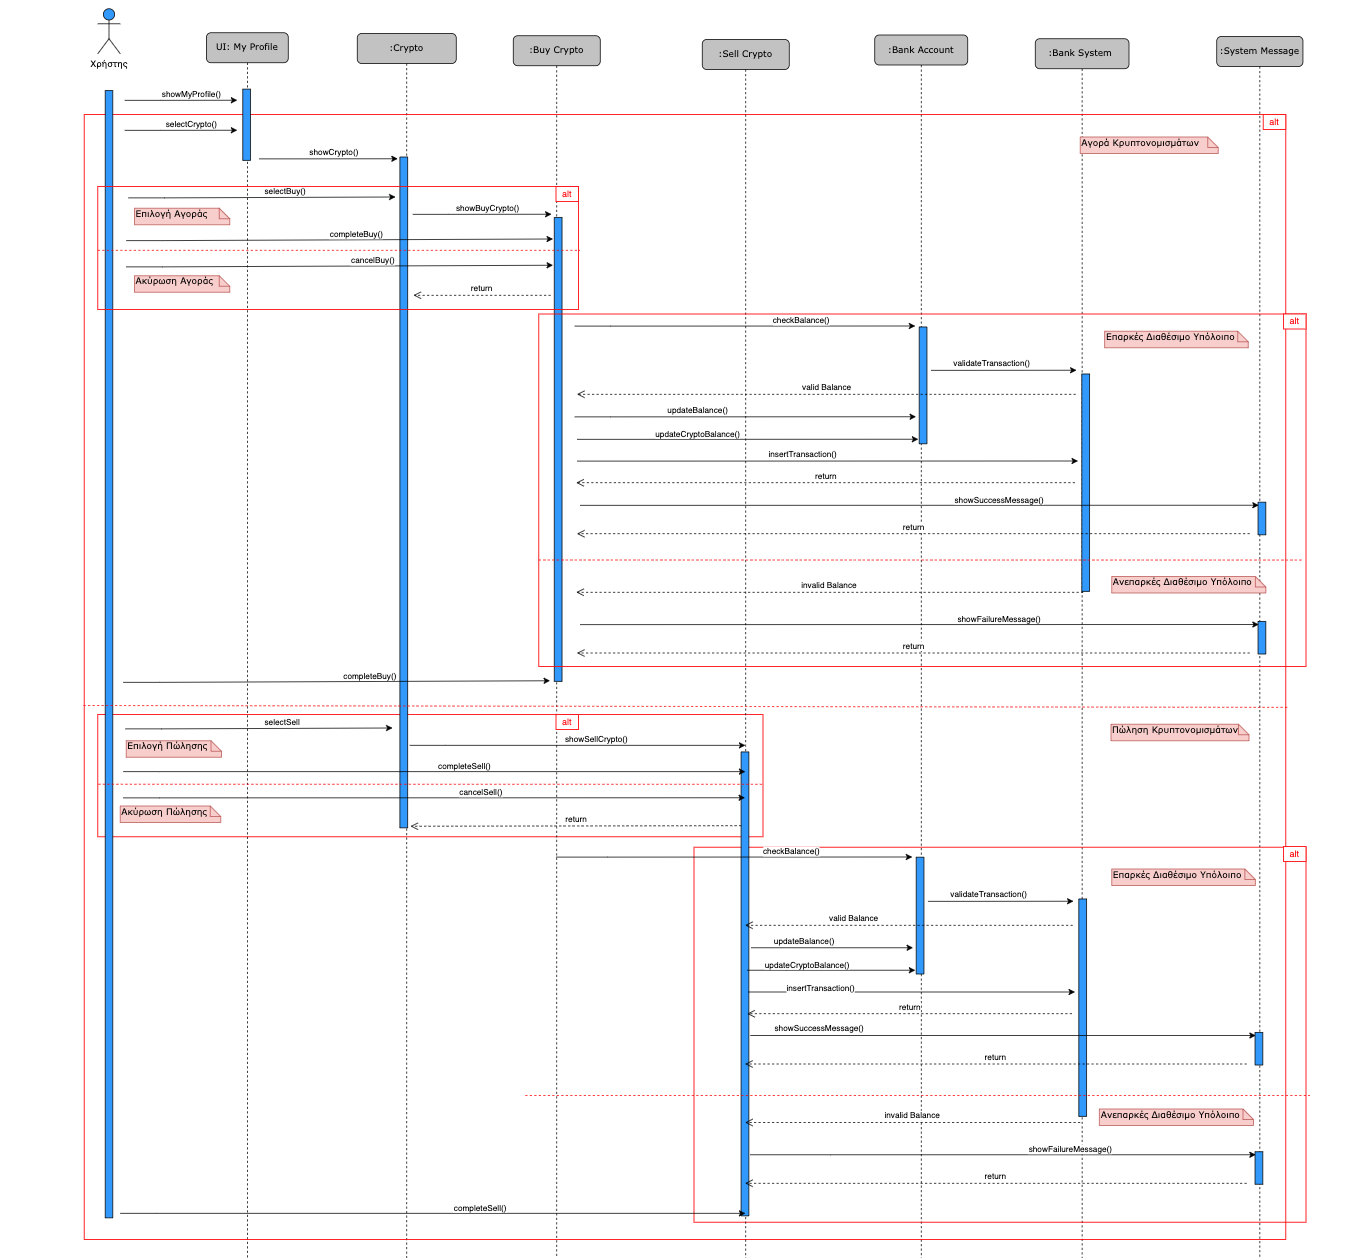 Χρήστης
UI: My Profile
:Crypto
:Buy Crypto
:Sell Crypto
:Bank Account
:Bank System
:System Message
showMyProfile()
alt
selectCrypto()
Αγορά Κρυπτονομισμάτων
showCrypto()
selectBuy()
alt
showBuyCrypto()
Επιλογή Αγοράς
completeBuy()
cancelBuy()
Ακύρωση Αγοράς
return
checkBalance()
alt
Επαρκές Διαθέσιμο Υπόλοιπο
validateTransaction()
valid Balance
updateBalance()
updateCryptoBalance()
insertTransaction()
return
showSuccessMessage()
return
Ανεπαρκές Διαθέσιμο Υπόλοιπο
invalid Balance
showFailureMessage()
return
completeBuy()
selectSell
alt
Πώληση Κρυπτονομισμάτων
showSellCrypto()
Επιλογή Πώλησης
completeSell()
cancelSell()
Ακύρωση Πώλησης
return
checkBalance()
alt
Επαρκές Διαθέσιμο Υπόλοιπο
validateTransaction()
valid Balance
updateBalance()
updateCryptoBalance()
insertTransaction()
return
showSuccessMessage()
return
invalid Balance
Ανεπαρκές Διαθέσιμο Υπόλοιπο
showFailureMessage()
return
completeSell()